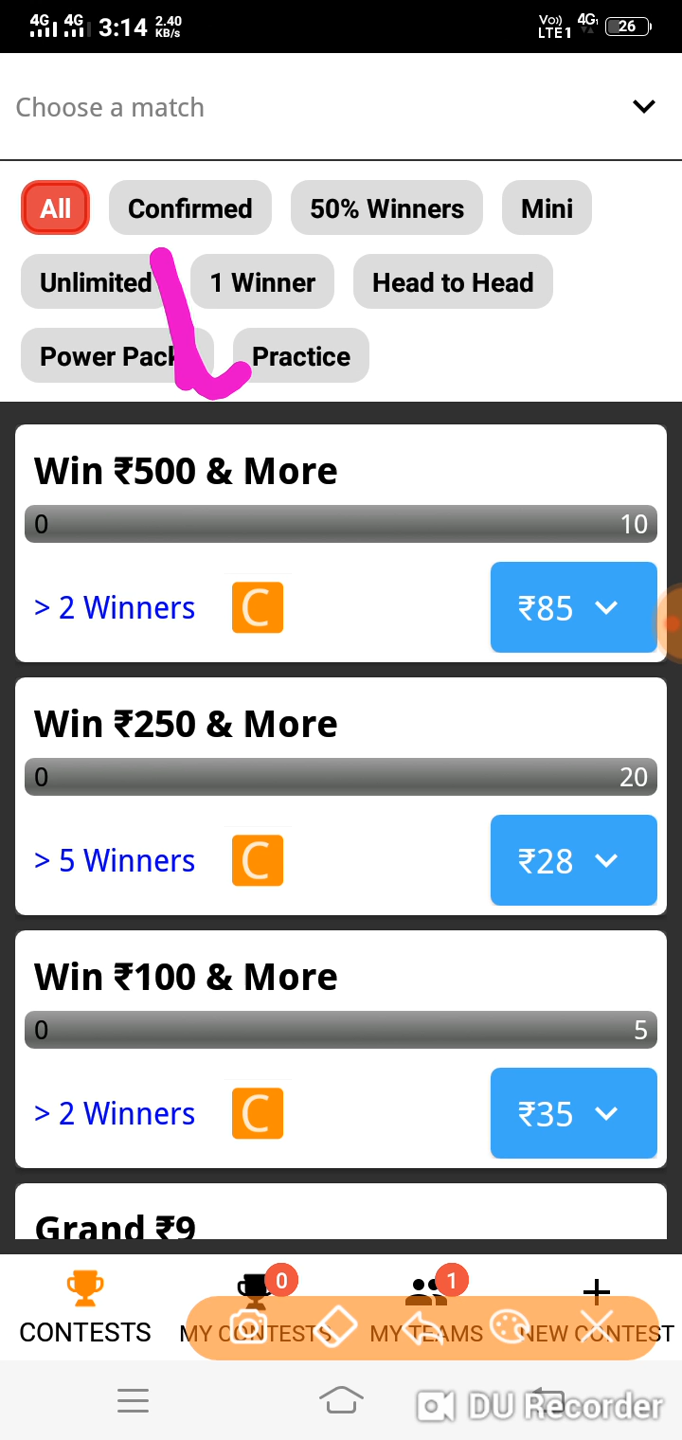 4G 4G 3:14 2.40 KB/s Vo)) LTE1 4G 26
Choose a match
All Confirmed 50% Winners Mini
Unlimited 1 Winner Head to Head
Power Pack Practice
Win ₹500 & More
0 10
> 2 Winners C ₹85
Win ₹250 & More
0 20
> 5 Winners C ₹28
Win ₹100 & More
0 5
> 2 Winners C ₹35
Grand ₹9
0 1
CONTESTS MY CONTESTS MY TEAMS NEW CONTEST
DU Recorder